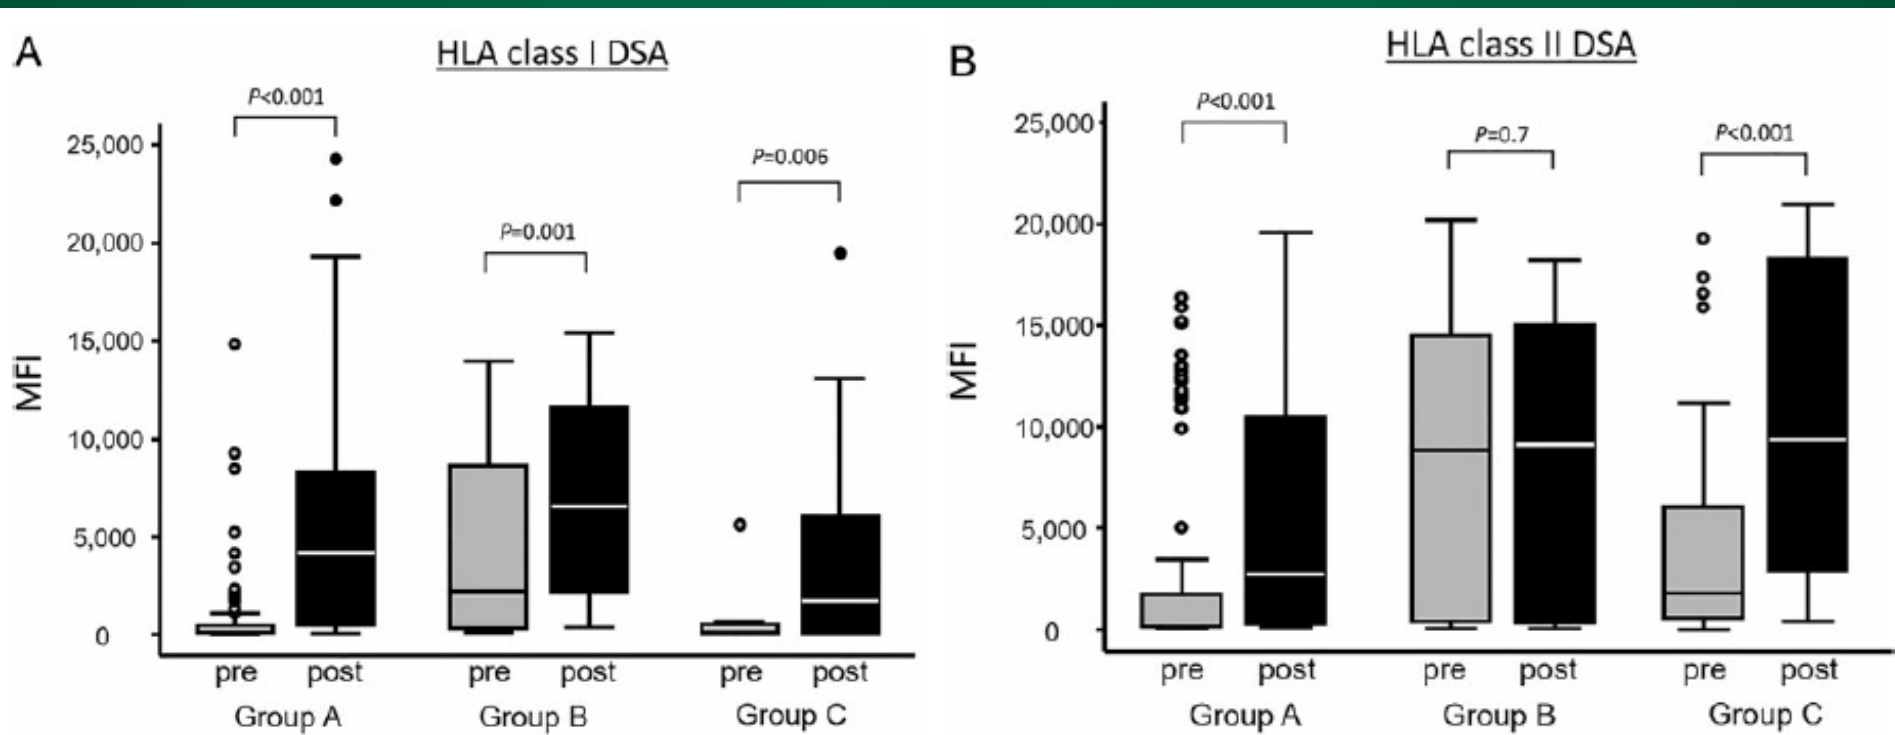 A
HLA class I DSA
P<0.001
P=0.001
P=0.006
MFI
25,000
20,000
15,000
10,000
5,000
0
pre post pre post pre post
Group A Group B Group C
B
HLA class II DSA
P<0.001
P=0.7
P<0.001
MFI
25,000
20,000
15,000
10,000
5,000
0
pre post pre post pre post
Group A Group B Group C